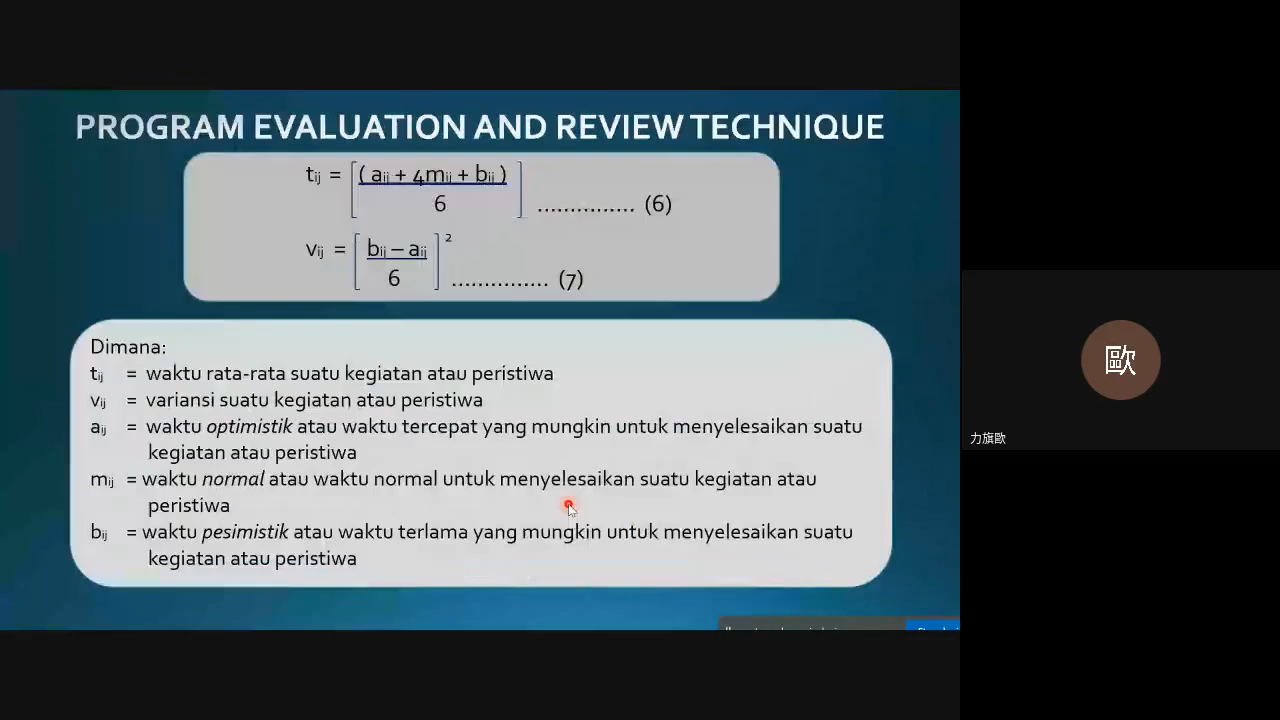 PROGRAM EVALUATION AND REVIEW TECHNIQUE
tij = [ ( aij + 4mij + bij )
6 ] ............... (6)
vij = [ bij – aij
6 ] 2 ............... (7)
Dimana:
tij = waktu rata-rata suatu kegiatan atau peristiwa
vij = variansi suatu kegiatan atau peristiwa
aij = waktu optimistik atau waktu tercepat yang mungkin untuk menyelesaikan suatu
kegiatan atau peristiwa
mij = waktu normal atau waktu normal untuk menyelesaikan suatu kegiatan atau
peristiwa
bij = waktu pesimistik atau waktu terlama yang mungkin untuk menyelesaikan suatu
kegiatan atau peristiwa
歐
力旗歐